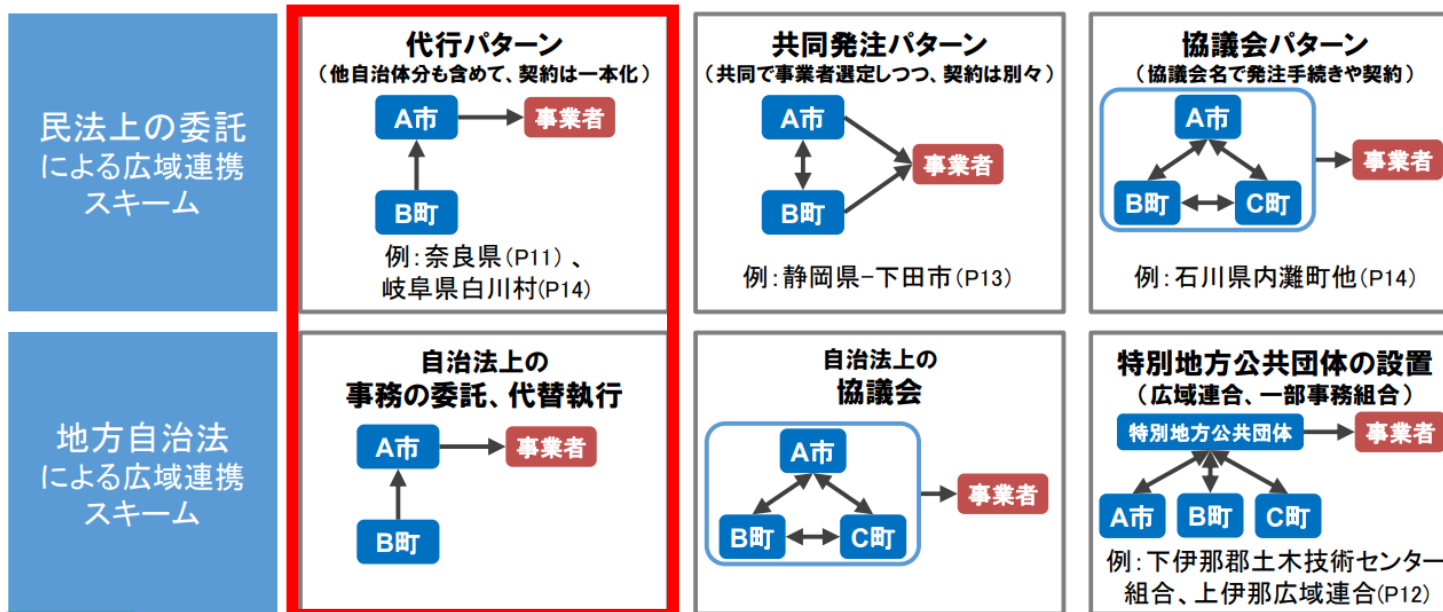 民法上の委託
による広域連携
スキーム
代行パターン
（他自治体分も含めて、契約は一本化）
A市
事業者
B町
例：奈良県（P11）、
岐阜県白川村(P14)
共同発注パターン
（共同で事業者選定しつつ、契約は別々）
A市
事業者
B町
例：静岡県−下田市（P13）
協議会パターン
（協議会名で発注手続きや契約）
A市
B町
C町
事業者
例：石川県内灘町他（P14）
地方自治法
による広域連携
スキーム
自治法上の
事務の委託、代替執行
A市
事業者
B町
自治法上の
協議会
A市
B町
C町
事業者
特別地方公共団体の設置
（広域連合、一部事務組合）
特別地方公共団体
事業者
A市
B町
C町
例：下伊那郡土木技術センター
組合、上伊那広域連合(P12)